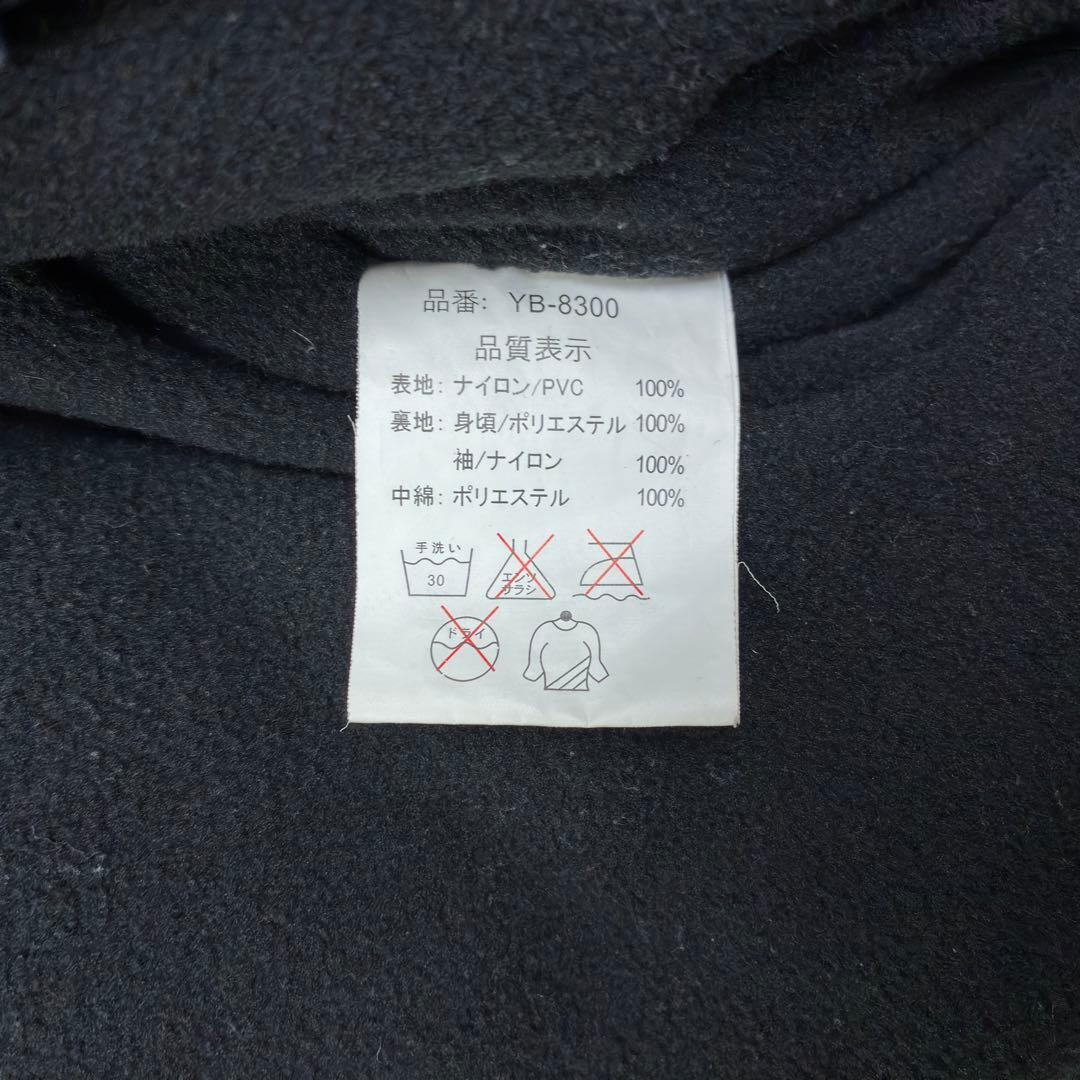 品番: YB-8300
品質表示
表地: ナイロン/PVC 100%
裏地: 身頃/ポリエステル 100%
袖/ナイロン 100%
中綿: ポリエステル 100%
手洗い
30
エンソ
サラシ
ドライ